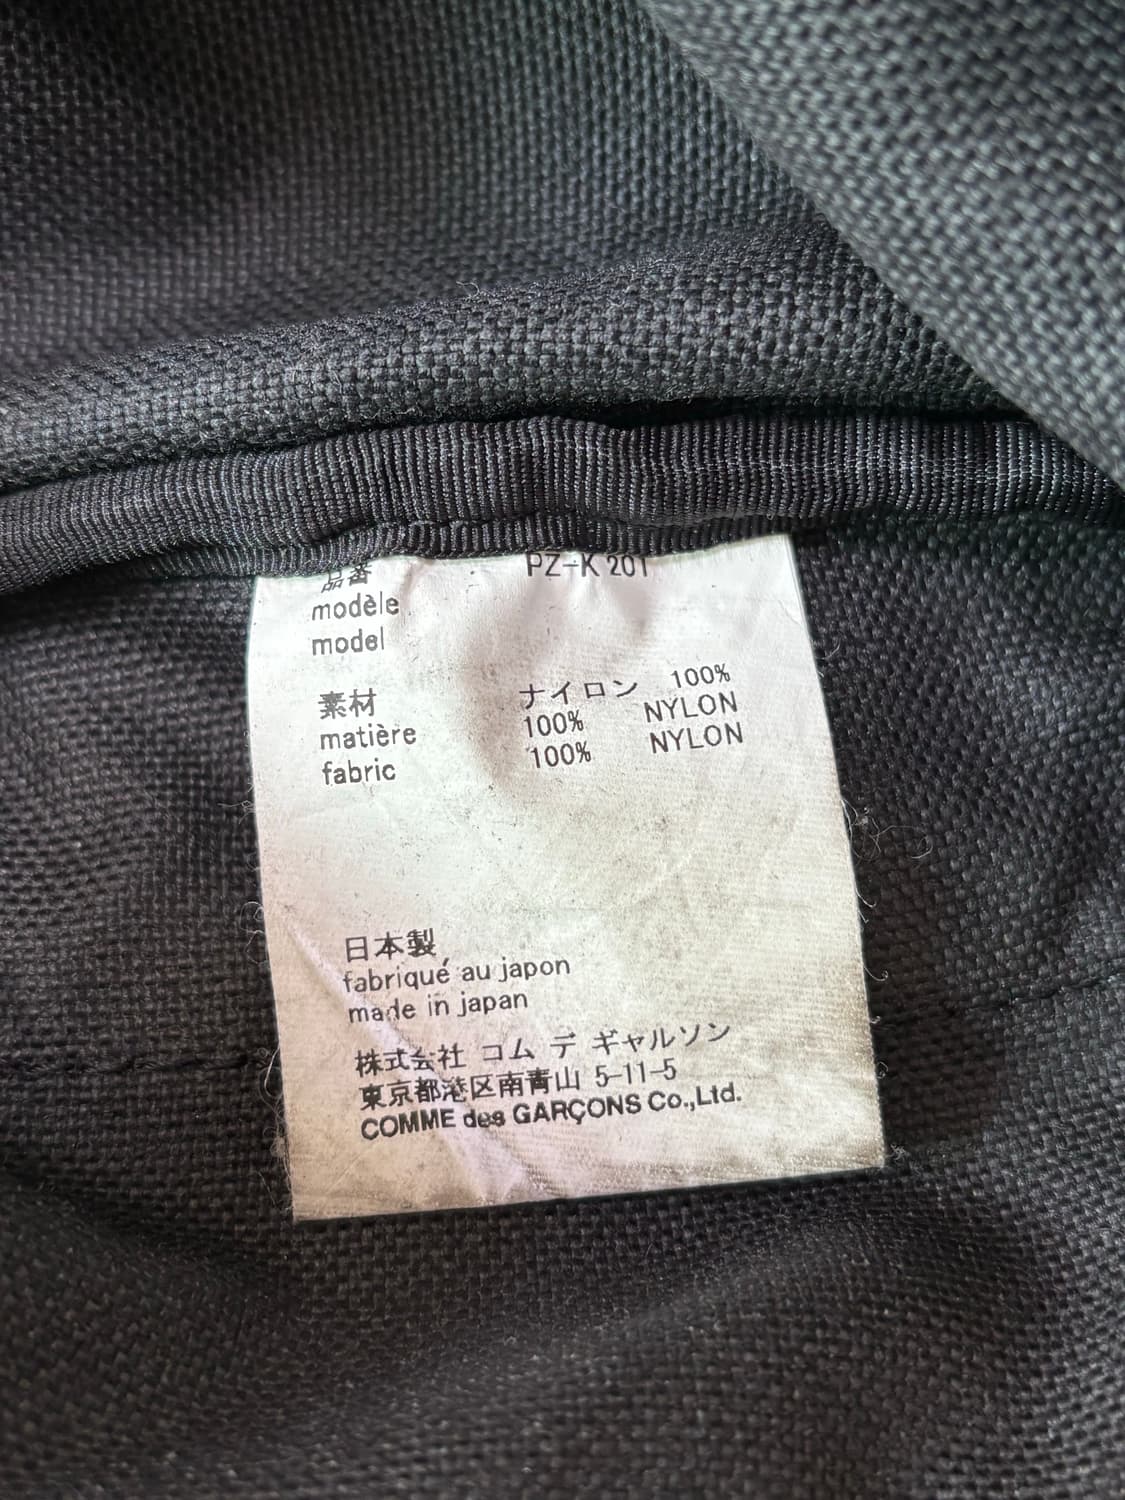 品番 PZ-K 201
modèle
model
素材 ナイロン 100%
matière 100% NYLON
fabric 100% NYLON
日本製
fabriqué au japon
made in japan
株式会社 コム デ ギャルソン
東京都港区南青山 5-11-5
COMME des GARÇONS Co.,Ltd.